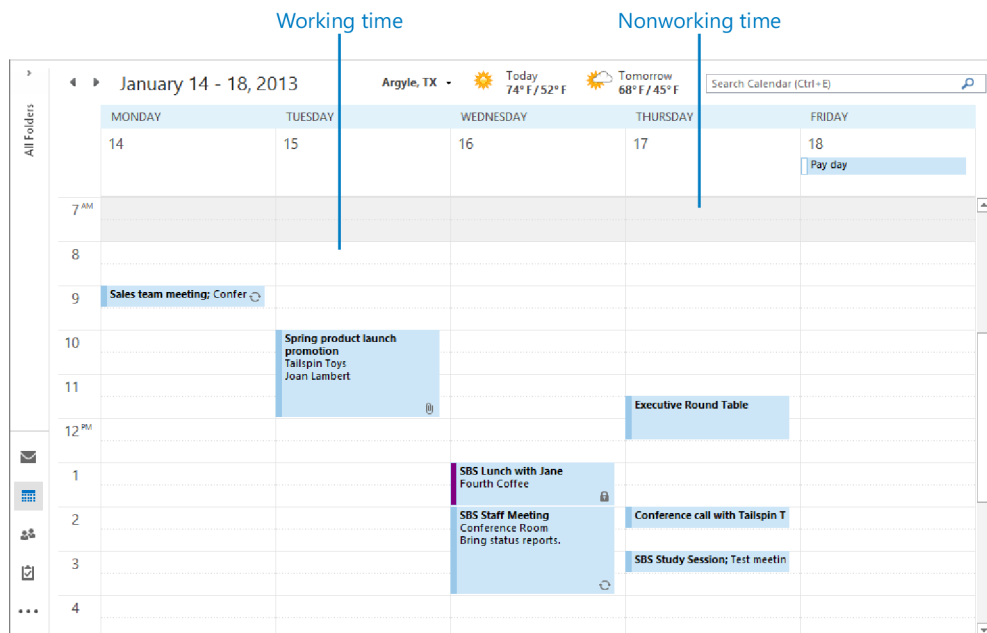 Working time
Nonworking time
All Folders
January 14 - 18, 2013
Argyle, TX
Today
74° F / 52° F
Tomorrow
68° F / 45° F
Search Calendar (Ctrl+E)
MONDAY
TUESDAY
WEDNESDAY
THURSDAY
FRIDAY
14
15
16
17
18
Pay day
7 AM
8
9
Sales team meeting; Confer
10
Spring product launch
promotion
Tailspin Toys
Joan Lambert
11
Executive Round Table
12 PM
1
SBS Lunch with Jane
Fourth Coffee
2
SBS Staff Meeting
Conference Room
Bring status reports.
Conference call with Tailspin T
3
SBS Study Session; Test meetin
4